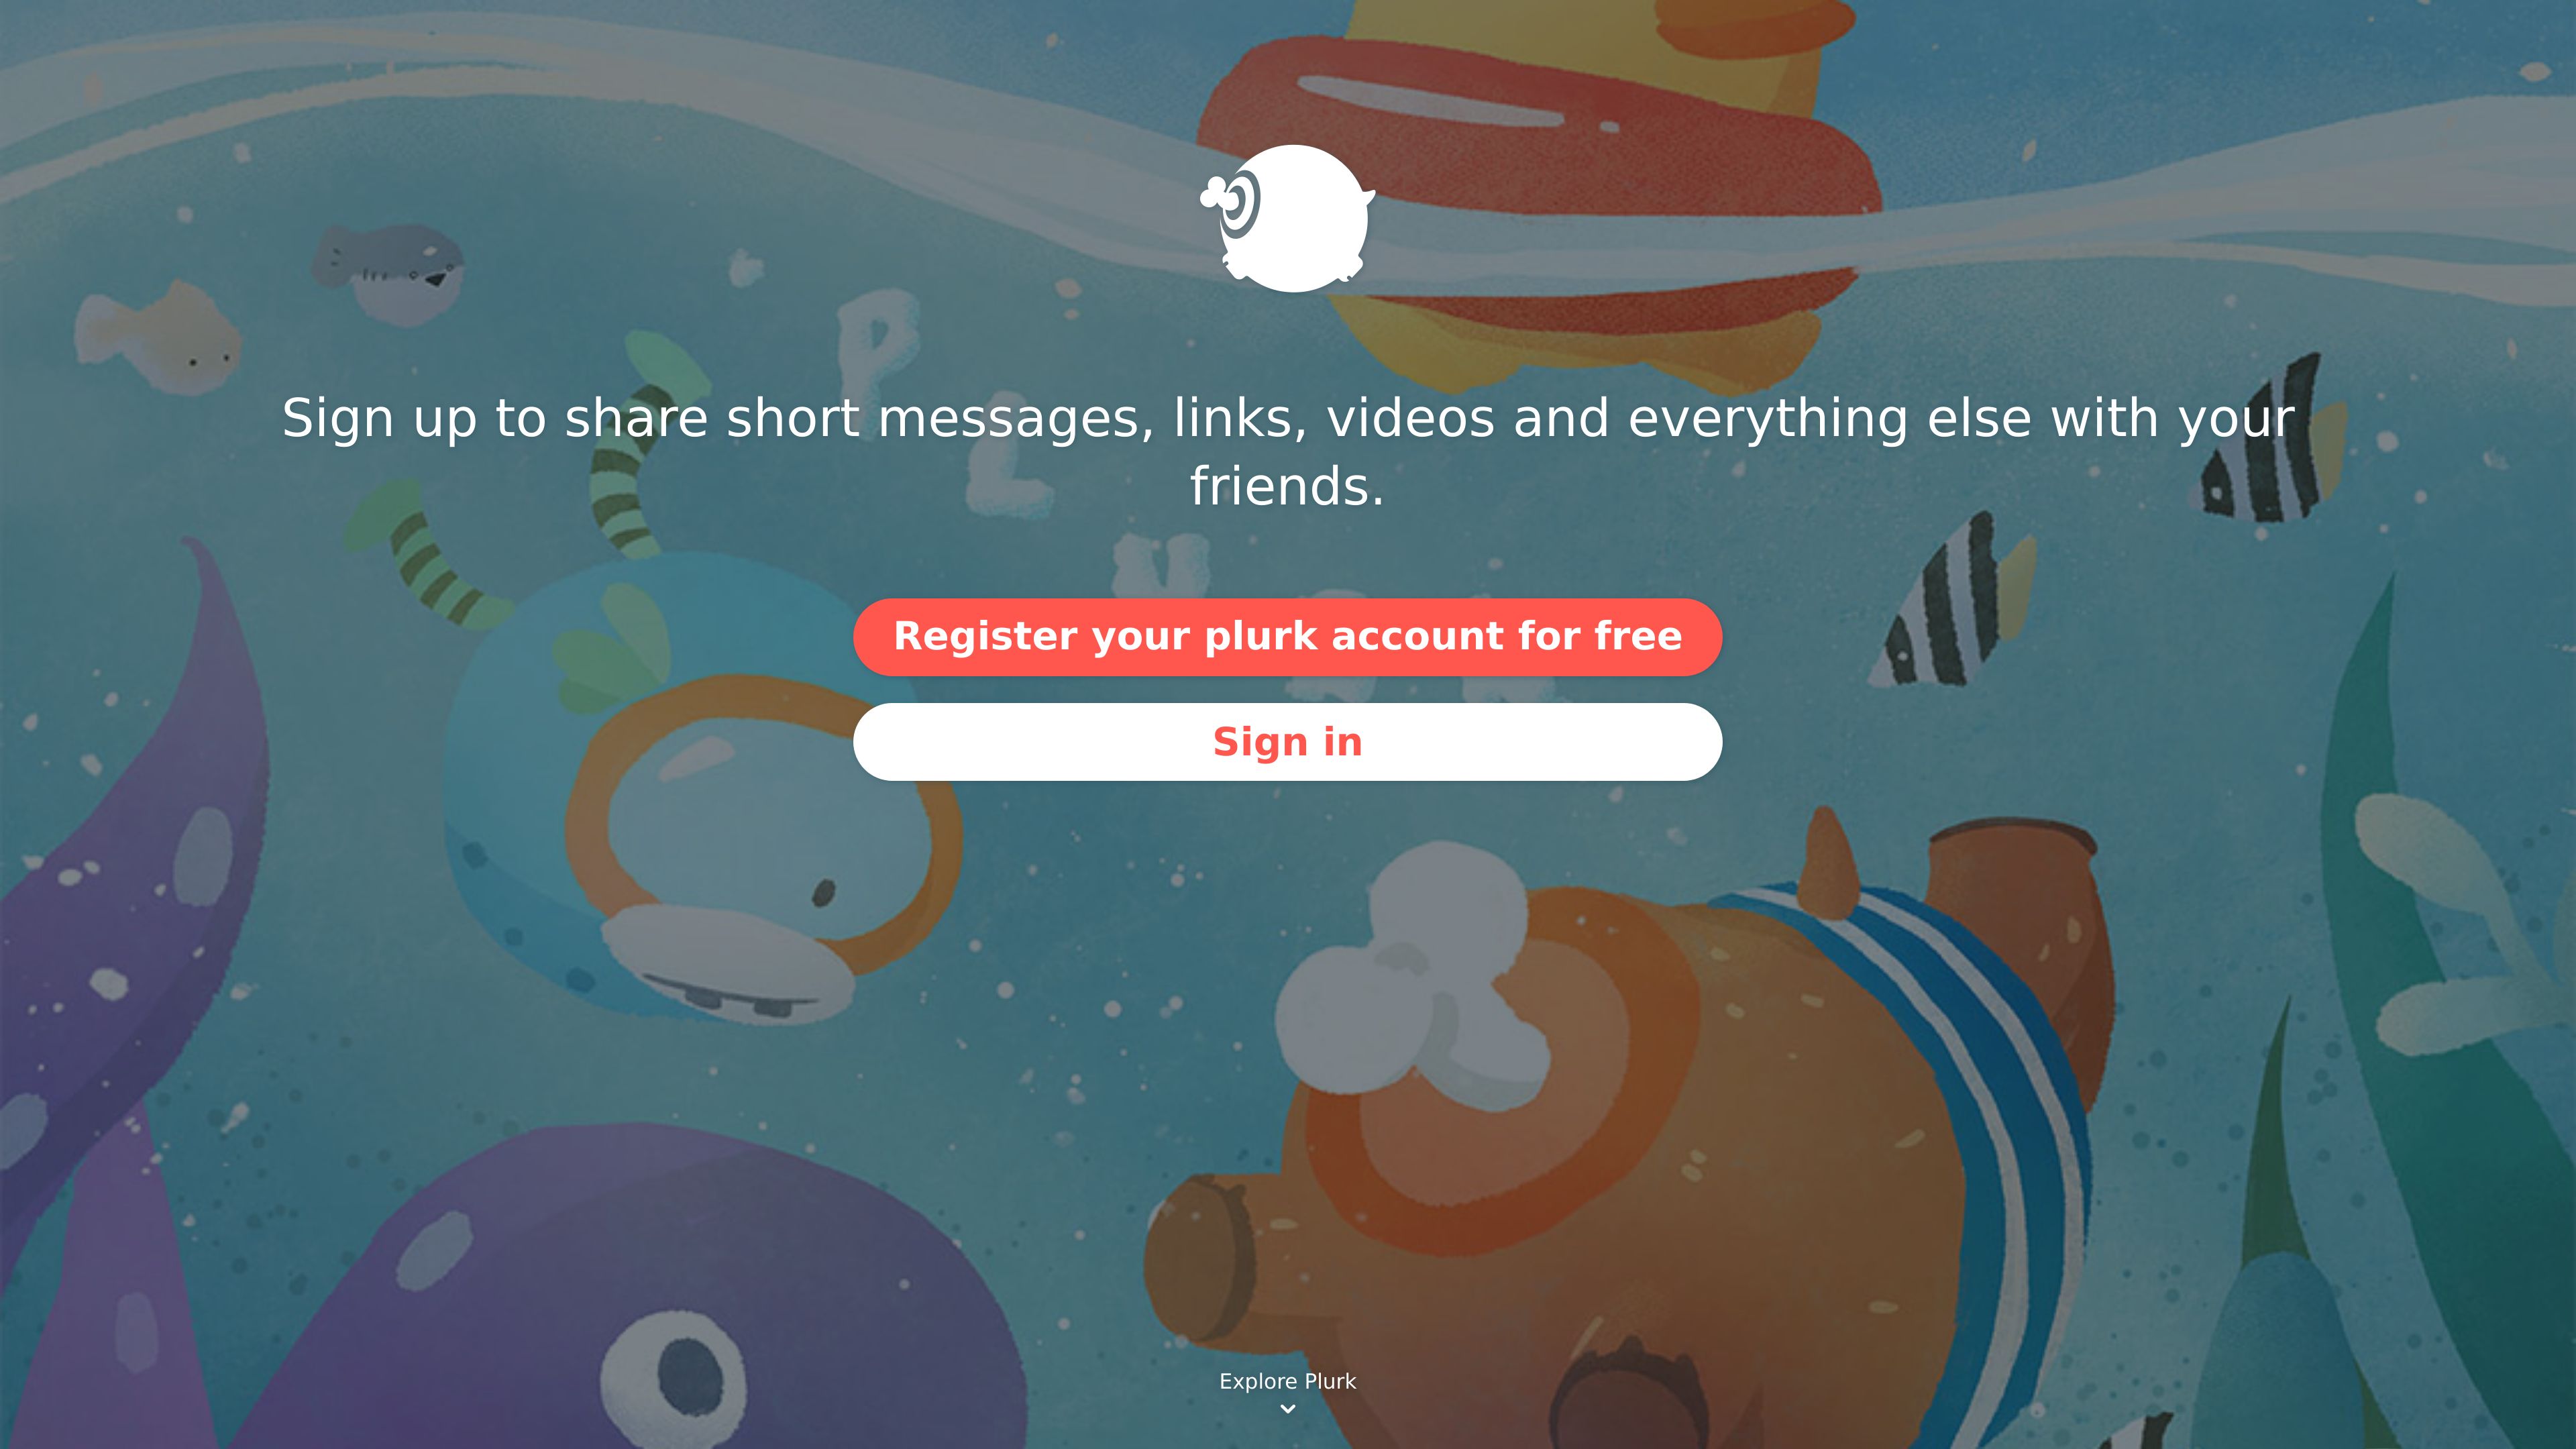 P
L
U
Sign up to share short messages, links, videos and everything else with your
friends.
Register your plurk account for free
Sign in
Explore Plurk